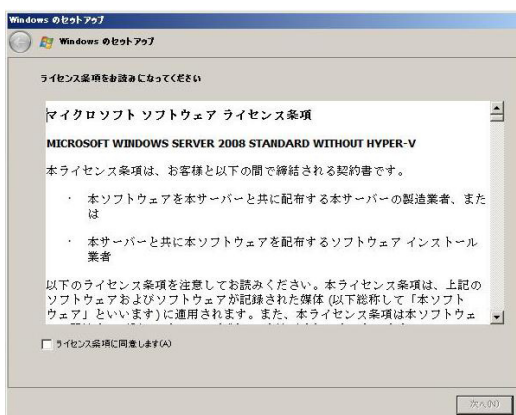 Windows のセットアップ
Windows のセットアップ
ライセンス条項をお読みになってください
マイクロソフト ソフトウェア ライセンス条項
MICROSOFT WINDOWS SERVER 2008 STANDARD WITHOUT HYPER-V
本ライセンス条項は、お客様と以下の間で締結される契約書です。
· 本ソフトウェアを本サーバーと共に配布する本サーバーの製造業者、また
は
· 本サーバーと共に本ソフトウェアを配布するソフトウェア インストール
業者
以下のライセンス条項を注意してお読みください。本ライセンス条項は、上記の
ソフトウェアおよびソフトウェアが記録された媒体 (以下総称して「本ソフト
ウェア」といいます) に適用されます。また、本ライセンス条項は本ソフトウェ
ライセンス条項に同意します(A)
次へ(N)